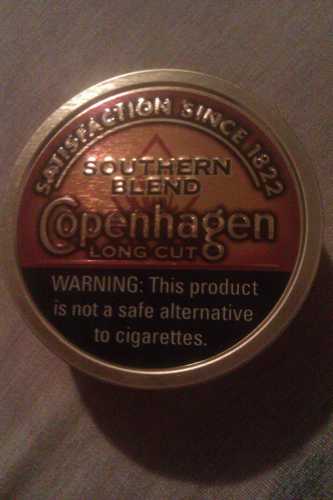 SATISFACTION SINCE 1822
SOUTHERN
BLEND
Copenhagen
LONG CUT
WARNING: This product
is not a safe alternative
to cigarettes.